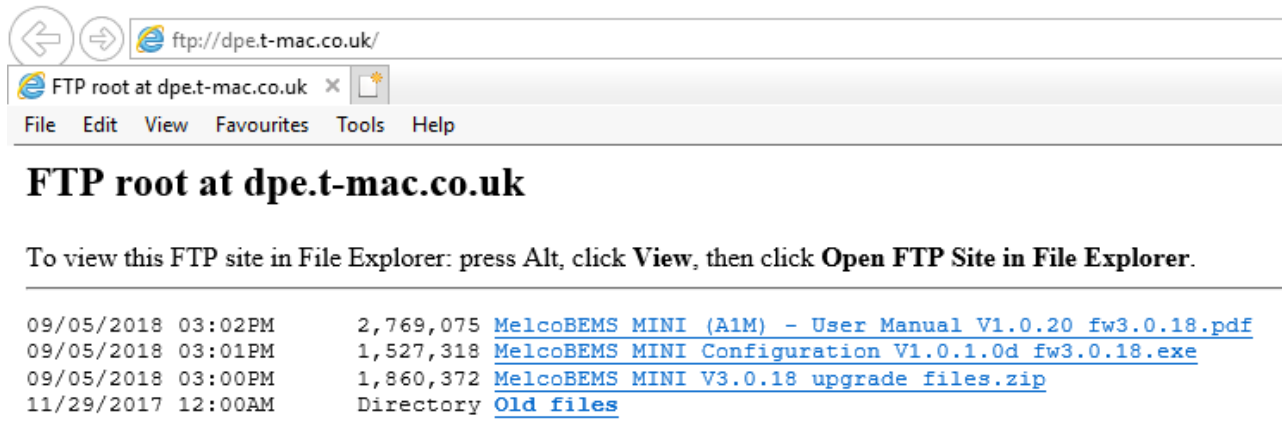 ftp://dpe.t-mac.co.uk/
FTP root at dpe.t-mac.co.uk
File Edit View Favourites Tools Help
FTP root at dpe.t-mac.co.uk
To view this FTP site in File Explorer: press Alt, click View, then click Open FTP Site in File Explorer.
09/05/2018 03:02PM 2,769,075 MelcoBEMS MINI (A1M) - User Manual V1.0.20 fw3.0.18.pdf
09/05/2018 03:01PM 1,527,318 MelcoBEMS MINI Configuration V1.0.1.0d fw3.0.18.exe
09/05/2018 03:00PM 1,860,372 MelcoBEMS MINI V3.0.18 upgrade files.zip
11/29/2017 12:00AM Directory Old files